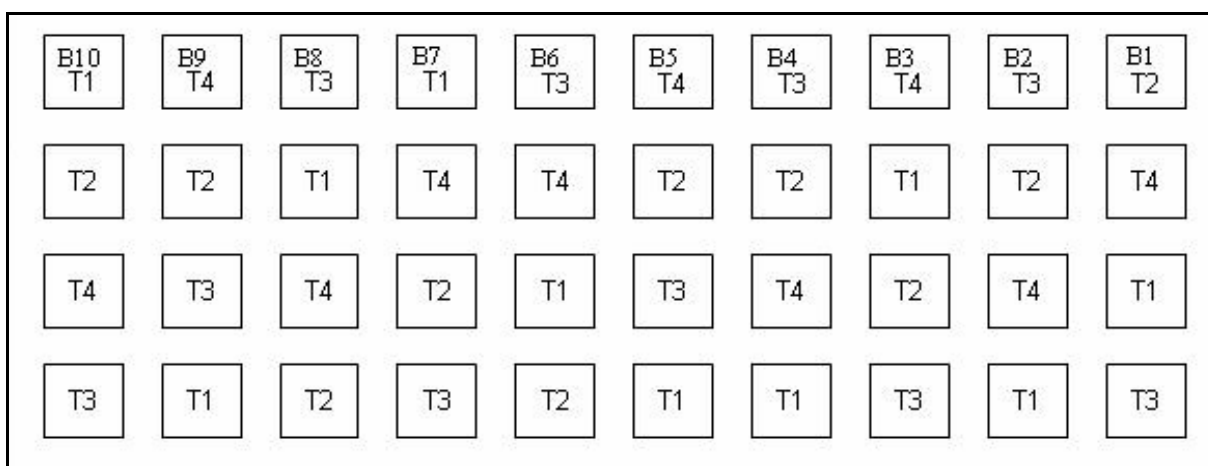 B10 B9 B8 B7 B6 B5 B4 B3 B2 B1
T1 T4 T3 T1 T3 T4 T3 T4 T3 T2
T2 T2 T1 T4 T4 T2 T2 T1 T2 T4
T4 T3 T4 T2 T1 T3 T4 T2 T4 T1
T3 T1 T2 T3 T2 T1 T1 T3 T1 T3